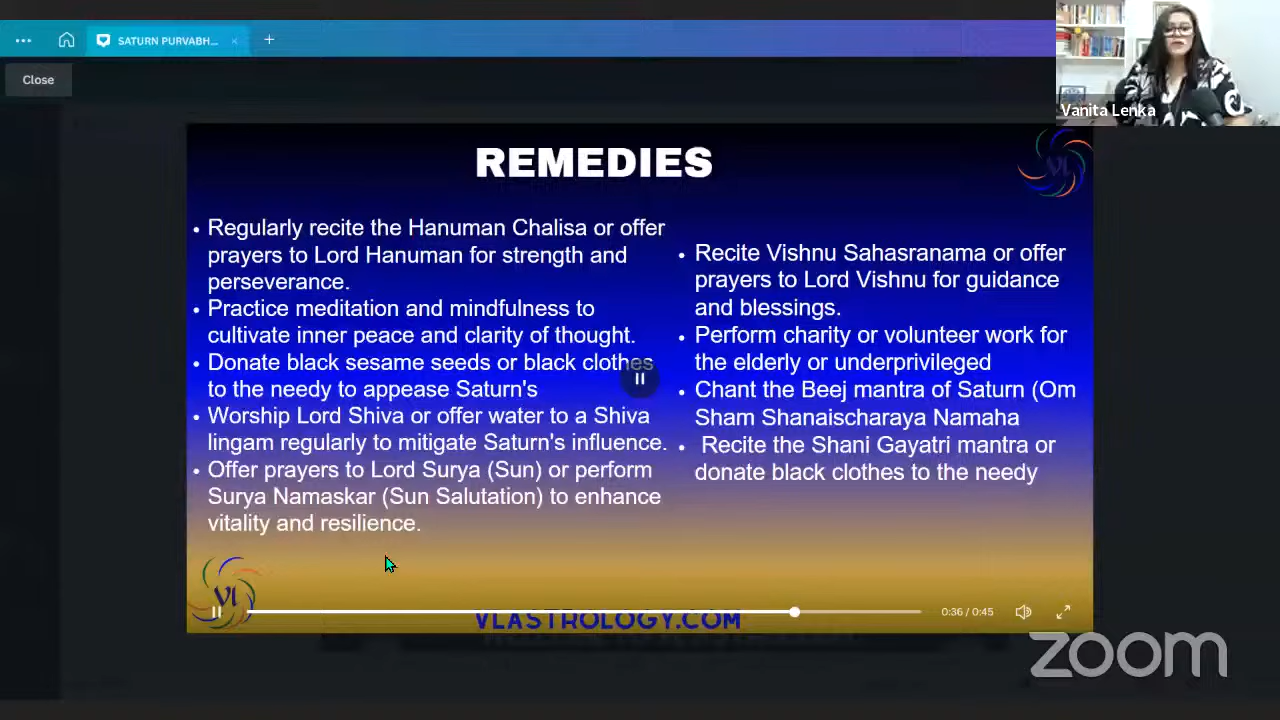 SATURN PURVABH...
Close
Vanita Lenka
REMEDIES
VL
• Regularly recite the Hanuman Chalisa or offer
prayers to Lord Hanuman for strength and
perseverance.
• Practice meditation and mindfulness to
cultivate inner peace and clarity of thought.
• Donate black sesame seeds or black clothes
to the needy to appease Saturn's
• Worship Lord Shiva or offer water to a Shiva
lingam regularly to mitigate Saturn's influence.
• Offer prayers to Lord Surya (Sun) or perform
Surya Namaskar (Sun Salutation) to enhance
vitality and resilience.
• Recite Vishnu Sahasranama or offer
prayers to Lord Vishnu for guidance
and blessings.
• Perform charity or volunteer work for
the elderly or underprivileged
• Chant the Beej mantra of Saturn (Om
Sham Shanaischaraya Namaha
• Recite the Shani Gayatri mantra or
donate black clothes to the needy
VL
VLASTROLOGY.COM
0:36 / 0:45
zoom